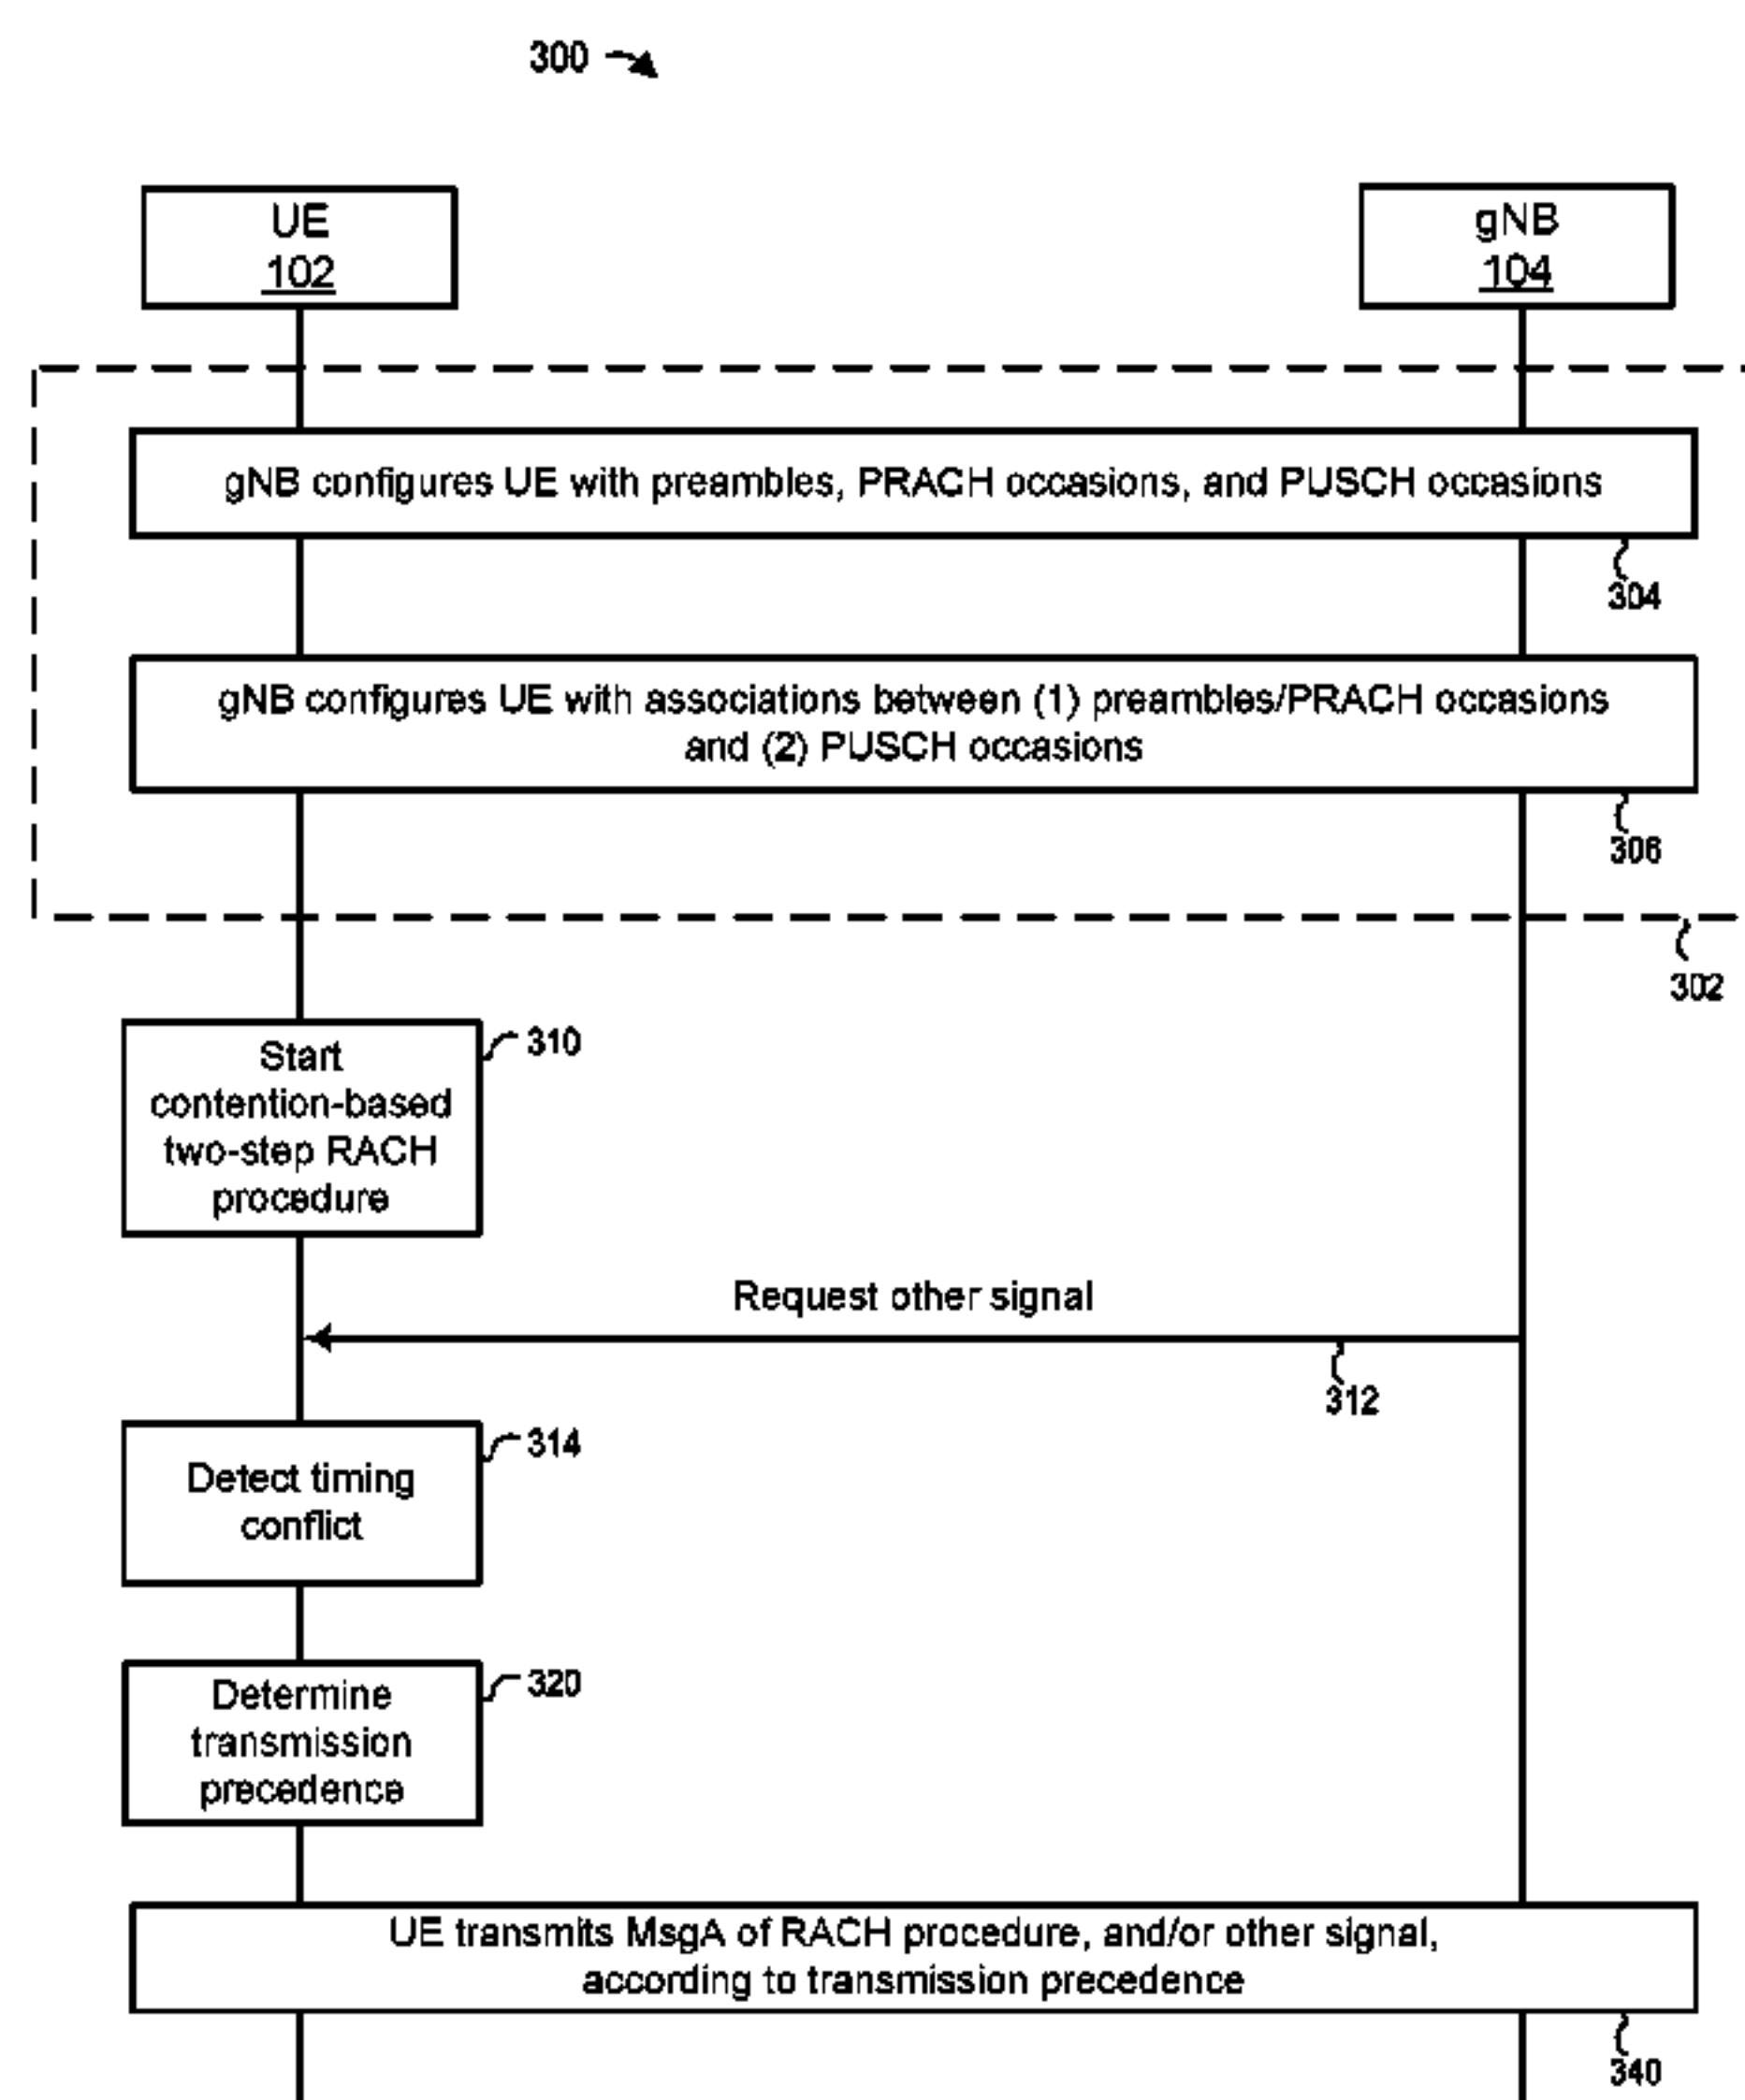 300
UE
102
gNB
104
gNB configures UE with preambles, PRACH occasions, and PUSCH occasions
304
gNB configures UE with associations between (1) preambles/PRACH occasions
and (2) PUSCH occasions
306
302
Start
contention-based
two-step RACH
procedure
310
Request other signal
312
Detect timing
conflict
314
Determine
transmission
precedence
320
UE transmits MsgA of RACH procedure, and/or other signal,
according to transmission precedence
340